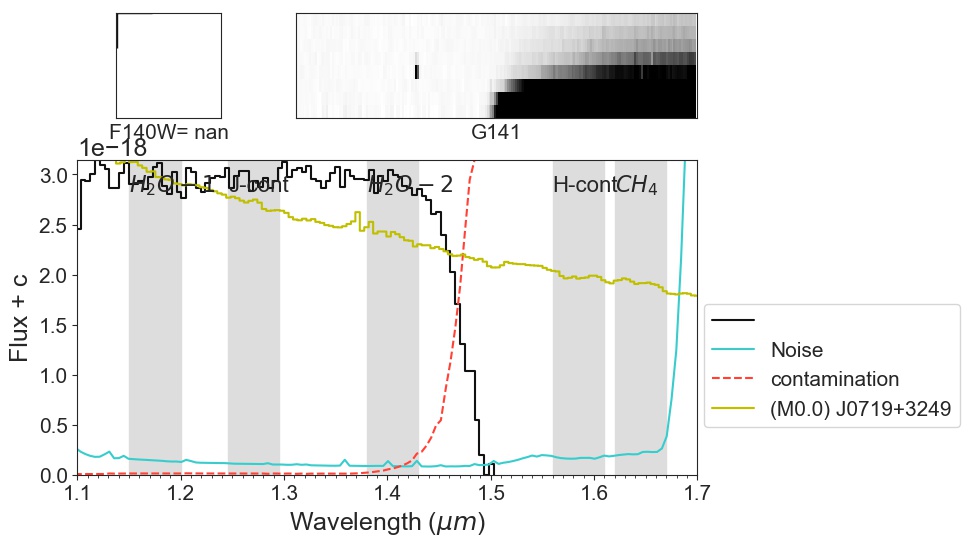 F140W= nan
G141
1e−18
H₂O − 1 J-cont H₂O − 2 H-cont CH₄
3.0
2.5
2.0
1.5
1.0
0.5
0.0
Flux + c
1.1 1.2 1.3 1.4 1.5 1.6 1.7
Wavelength (μm)
Noise
contamination
(M0.0) J0719+3249